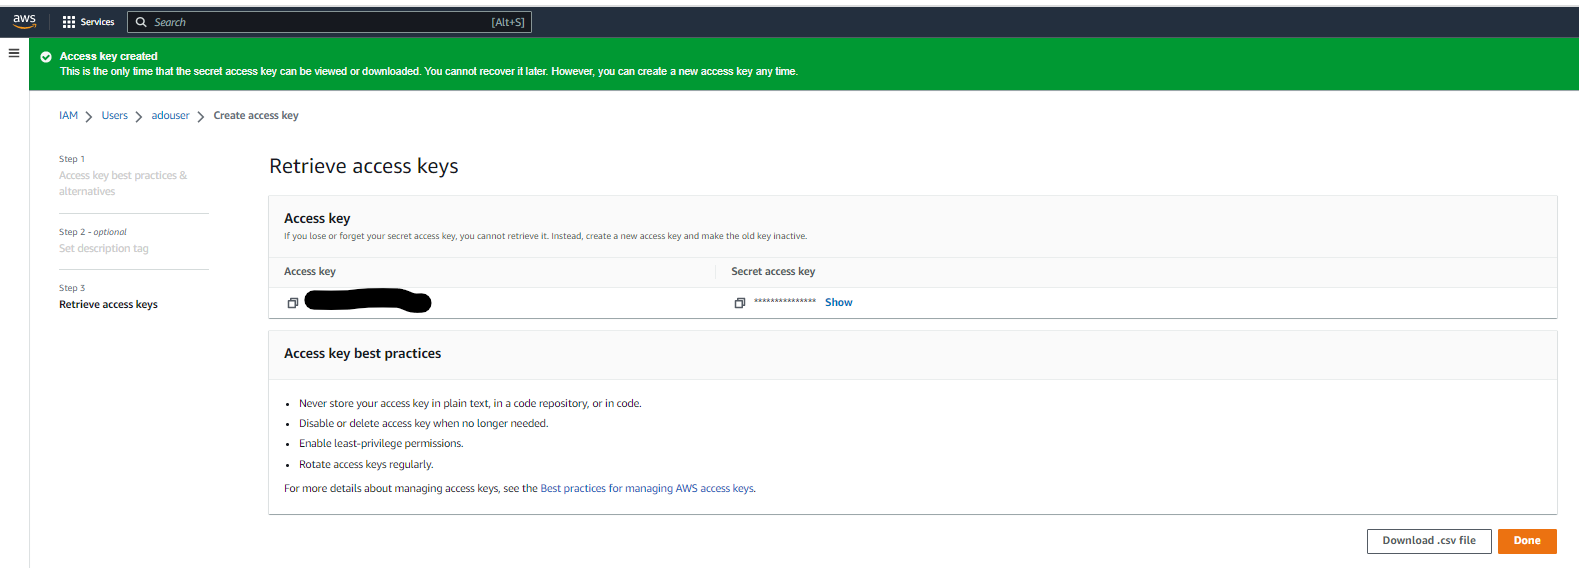 aws
Services
Search
[Alt+S]
Access key created
This is the only time that the secret access key can be viewed or downloaded. You cannot recover it later. However, you can create a new access key any time.
IAM > Users > adouser > Create access key
Step 1
Access key best practices &
alternatives
Step 2 - optional
Set description tag
Step 3
Retrieve access keys
Retrieve access keys
Access key
If you lose or forget your secret access key, you cannot retrieve it. Instead, create a new access key and make the old key inactive.
Access key
Secret access key
*************** Show
Access key best practices
• Never store your access key in plain text, in a code repository, or in code.
• Disable or delete access key when no longer needed.
• Enable least-privilege permissions.
• Rotate access keys regularly.
For more details about managing access keys, see the Best practices for managing AWS access keys.
Download .csv file
Done